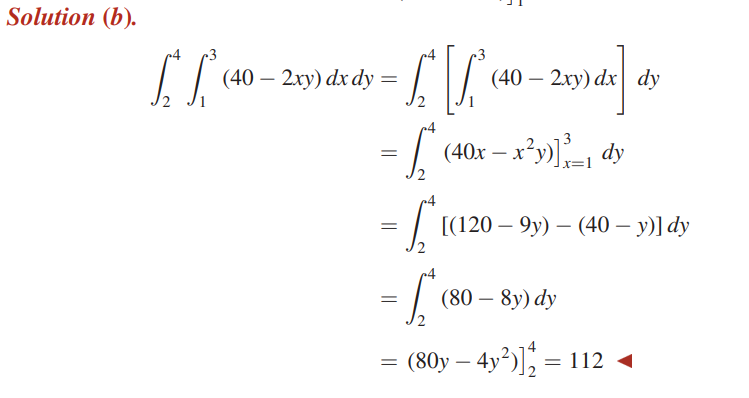 Solution (b).
∫₂⁴ ∫₁³ (40 – 2xy) dx dy = ∫₂⁴ [∫₁³ (40 – 2xy) dx] dy
= ∫₂⁴ (40x – x²y)]³ₓ₌₁ dy
= ∫₂⁴ [(120 – 9y) – (40 – y)] dy
= ∫₂⁴ (80 – 8y) dy
= (80y – 4y²)]₂⁴ = 112 ◄